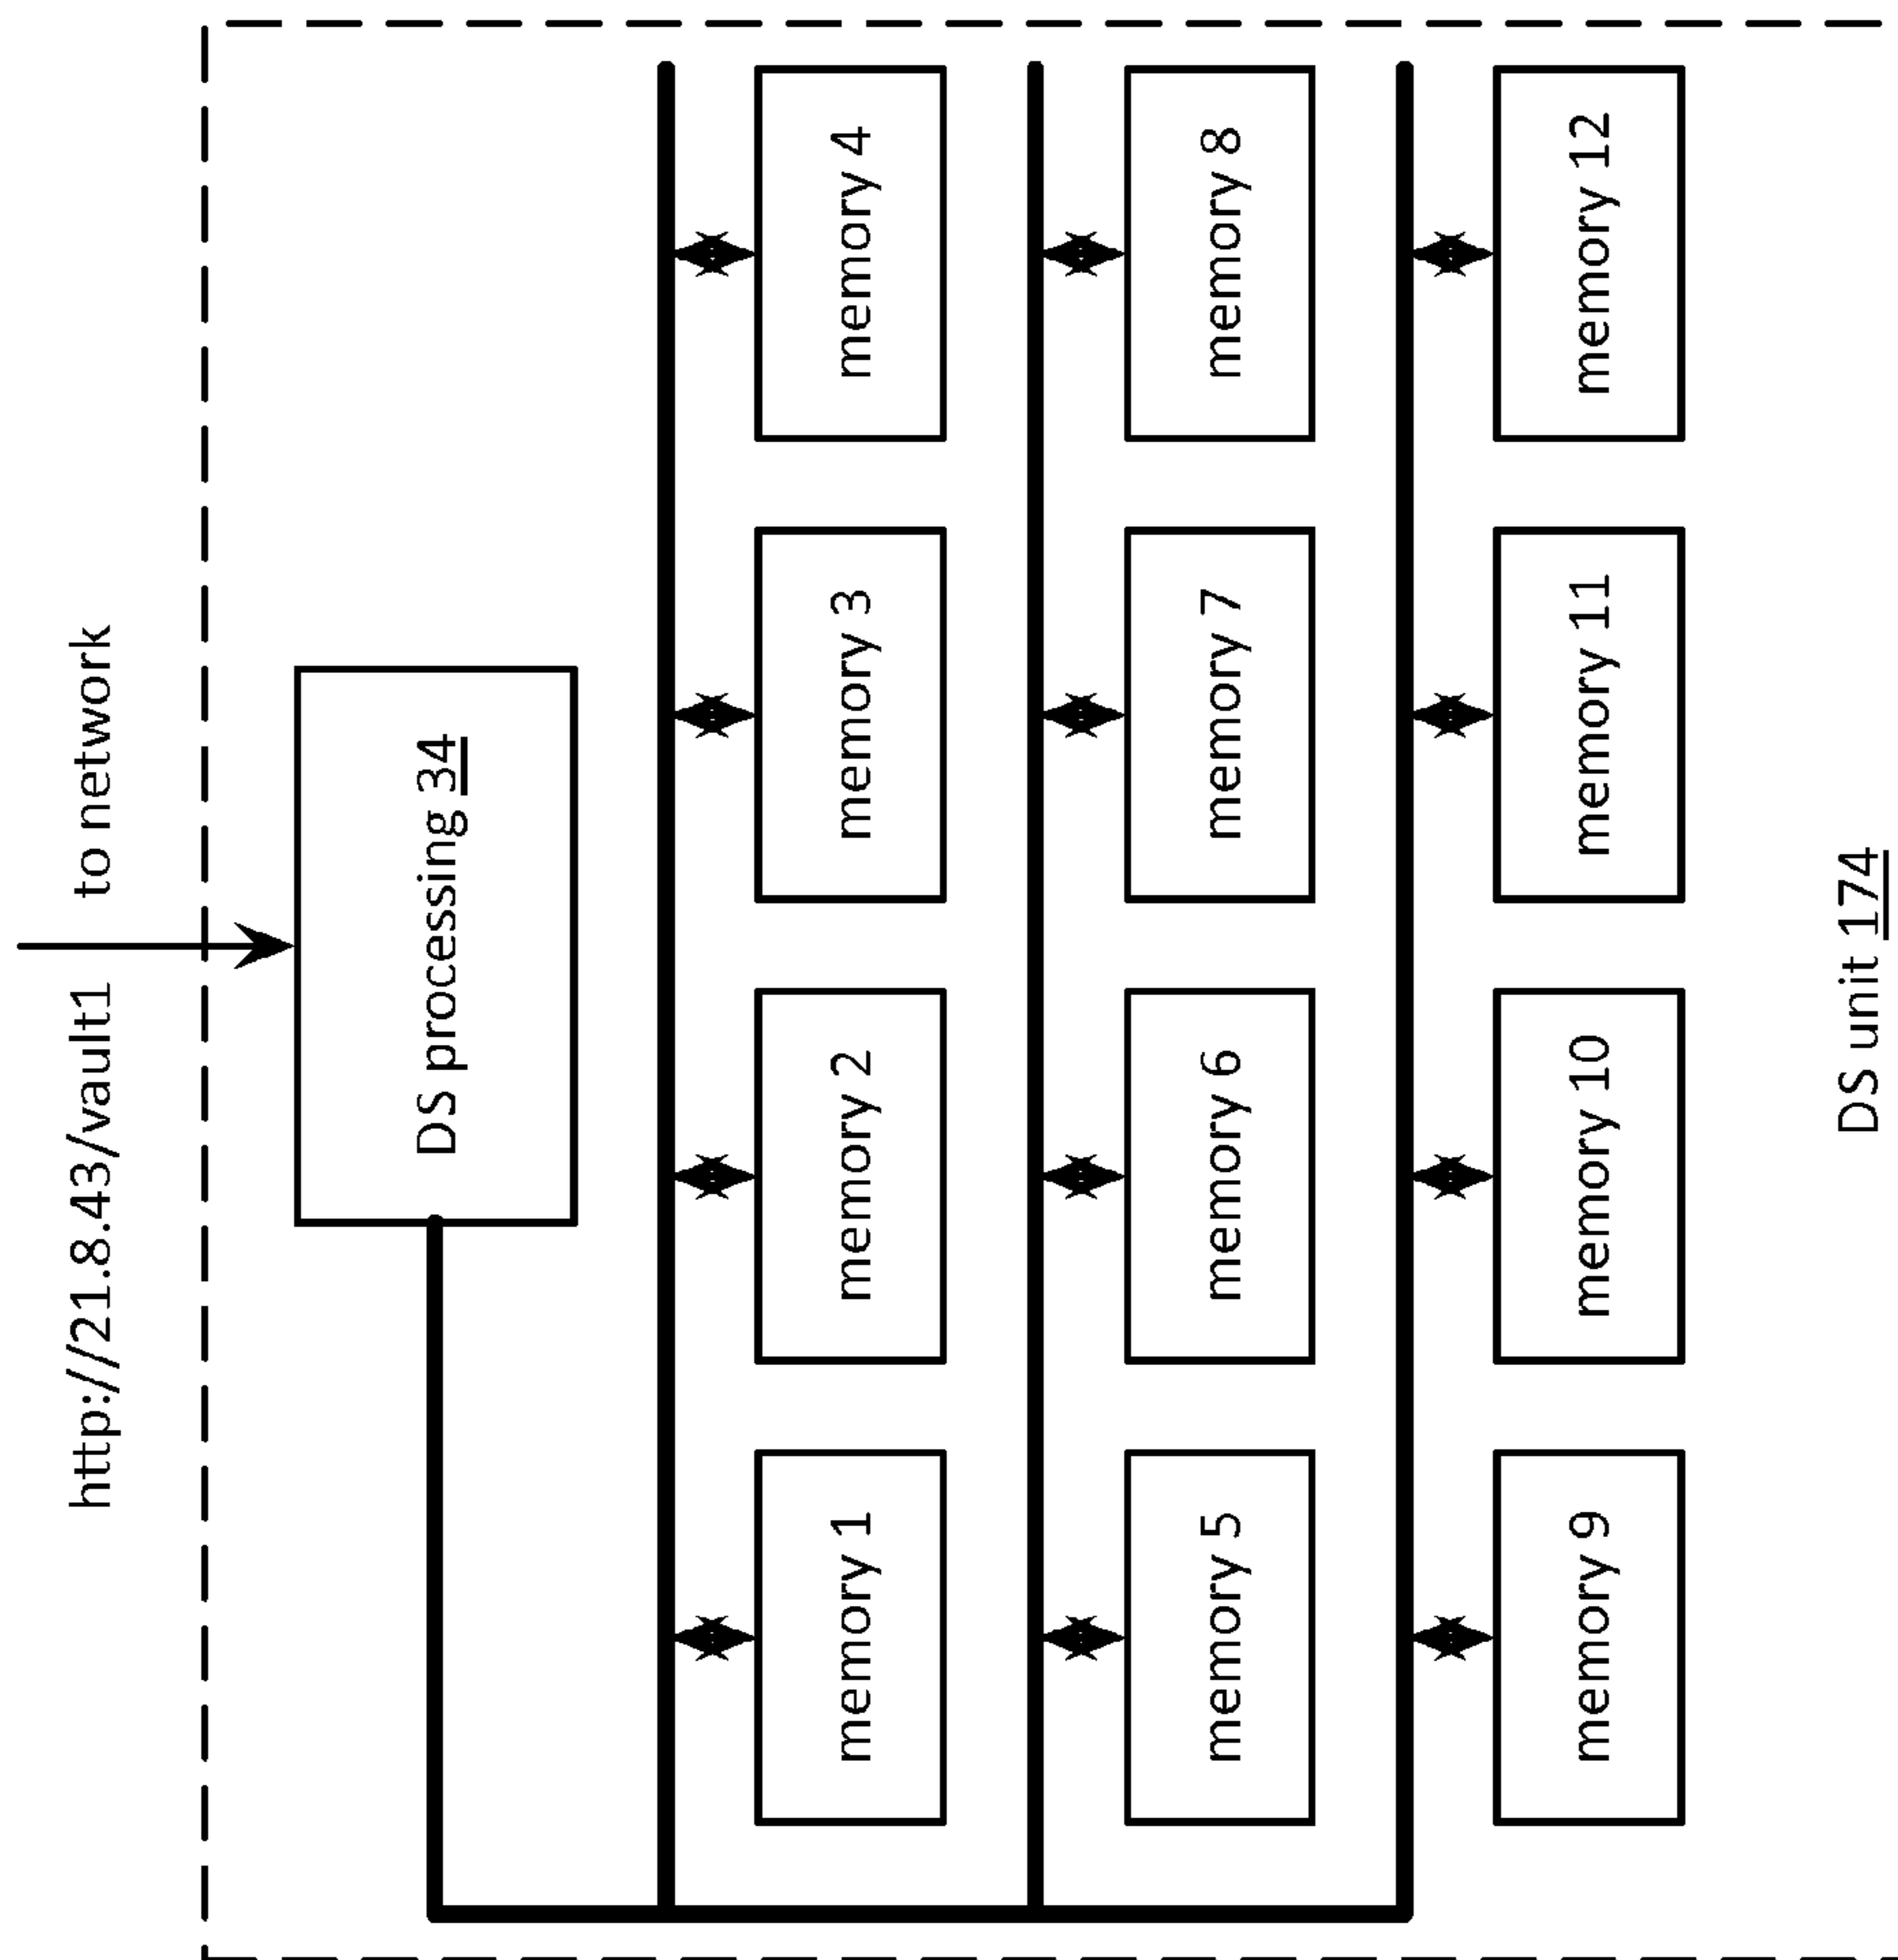 http://21.8.43/vault1 to network
DS processing 34
memory 1
memory 2
memory 3
memory 4
memory 5
memory 6
memory 7
memory 8
memory 9
memory 10
memory 11
memory 12
DS unit 174